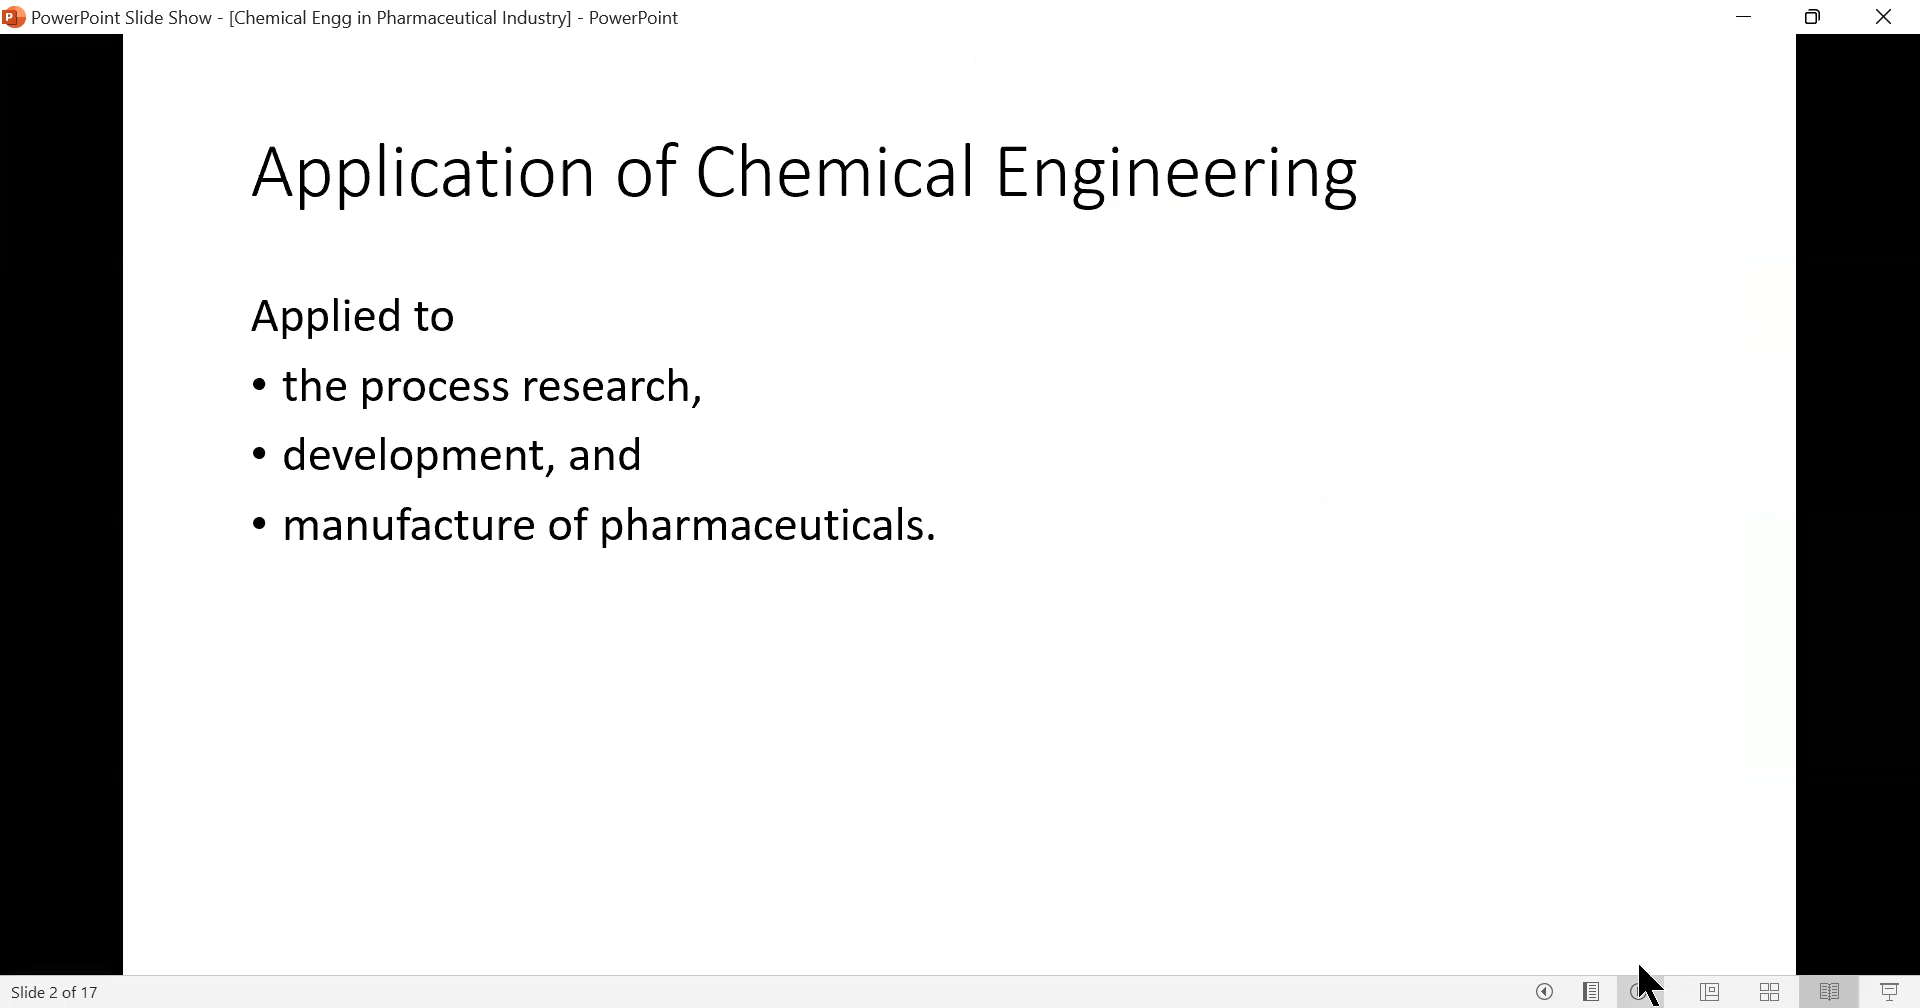 PowerPoint Slide Show - [Chemical Engg in Pharmaceutical Industry] - PowerPoint
Application of Chemical Engineering
Applied to
• the process research,
• development, and
• manufacture of pharmaceuticals.
Slide 2 of 17